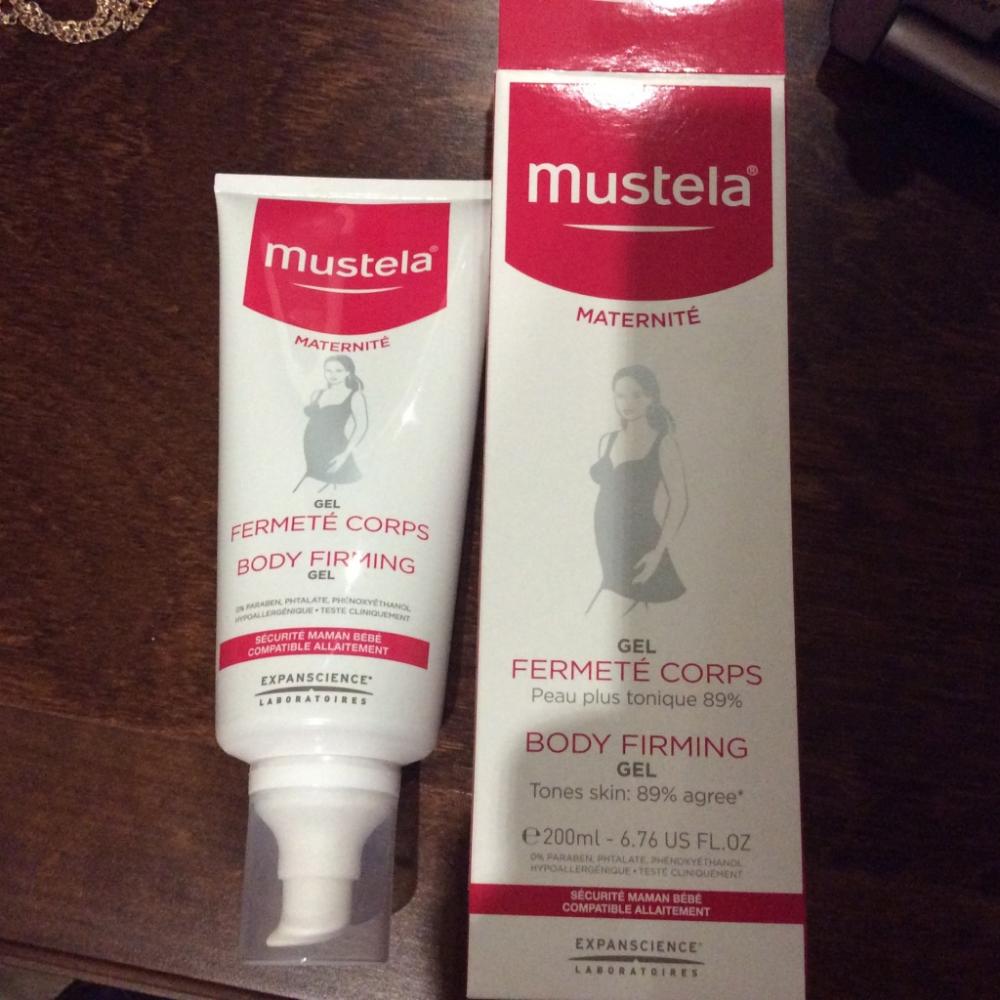 mustela®
MATERNITÉ
GEL
FERMETÉ CORPS
BODY FIRMING
GEL
0% PARABEN, PHTALATE, PHÉNOXYÉTHANOL
HYPOALLERGÉNIQUE • TESTÉ CLINIQUEMENT
SÉCURITÉ MAMAN BÉBÉ
COMPATIBLE ALLAITEMENT
EXPANSCIENCE®
LABORATOIRES
mustela®
MATERNITÉ
GEL
FERMETÉ CORPS
Peau plus tonique 89%
BODY FIRMING
GEL
Tones skin: 89% agree*
℮200ml - 6.76 US FL.OZ
0% PARABEN, PHTALATE, PHÉNOXYÉTHANOL
HYPOALLERGÉNIQUE • TESTÉ CLINIQUEMENT
SÉCURITÉ MAMAN BÉBÉ
COMPATIBLE ALLAITEMENT
EXPANSCIENCE®
LABORATOIRES